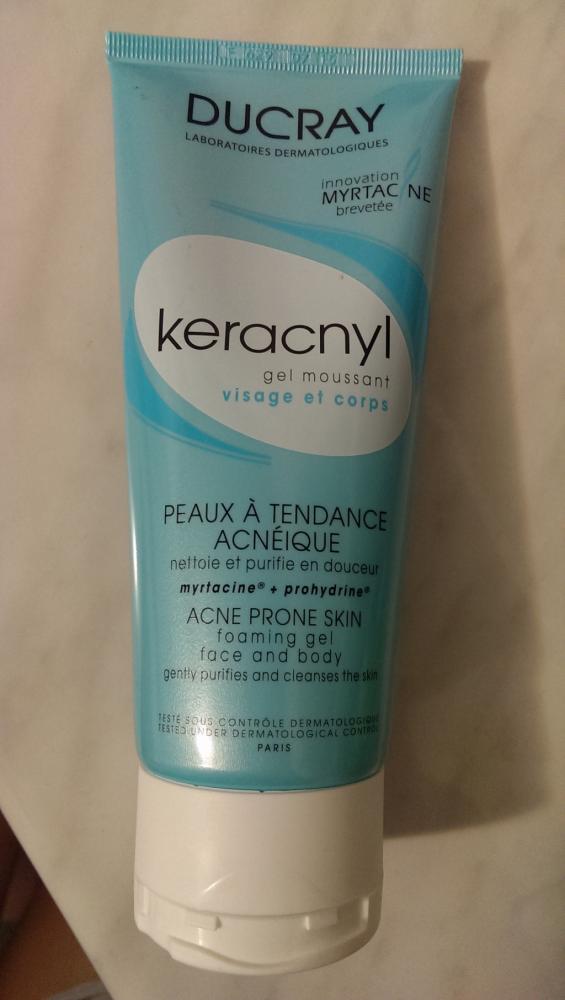 DUCRAY
LABORATOIRES DERMATOLOGIQUES
innovation
MYRTACINE
brevetée
keracnyl
gel moussant
visage et corps
PEAUX À TENDANCE
ACNÉIQUE
nettoie et purifie en douceur
myrtacine® + prohydrine®
ACNE PRONE SKIN
foaming gel
face and body
gently purifies and cleanses the skin
TESTÉ SOUS CONTRÔLE DERMATOLOGIQUE
TESTED UNDER DERMATOLOGICAL CONTROL
PARIS